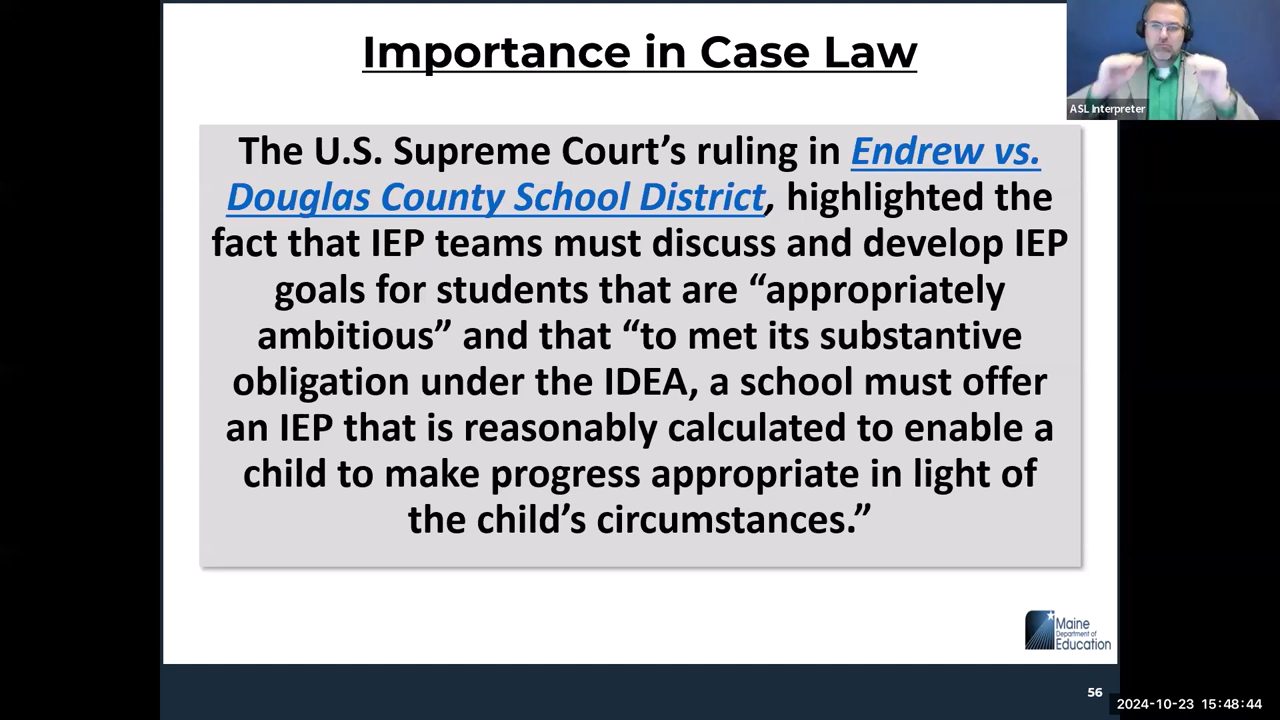 Importance in Case Law
ASL Interpreter
The U.S. Supreme Court’s ruling in Endrew vs.
Douglas County School District, highlighted the
fact that IEP teams must discuss and develop IEP
goals for students that are “appropriately
ambitious” and that “to met its substantive
obligation under the IDEA, a school must offer
an IEP that is reasonably calculated to enable a
child to make progress appropriate in light of
the child’s circumstances.”
Maine
Department of
Education
56
2024-10-23 15:48:44